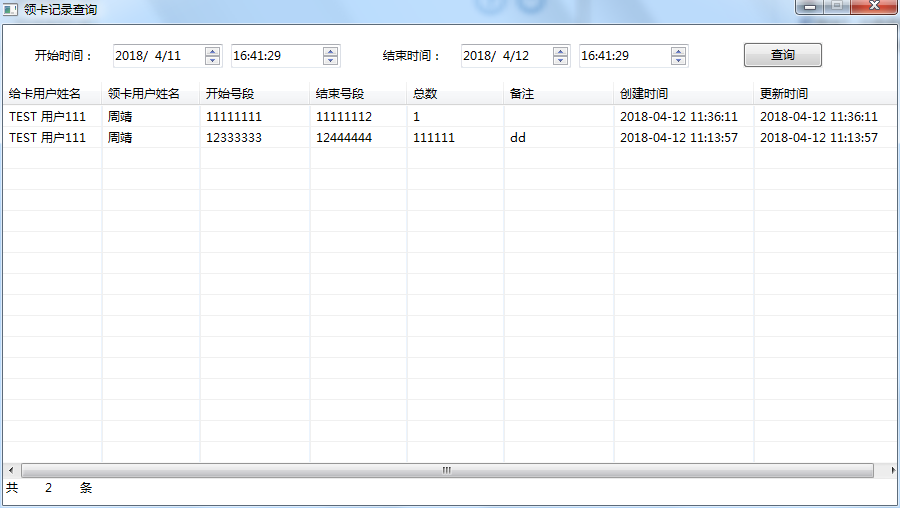 领卡记录查询
开始时间： 2018/ 4/11 16:41:29 结束时间： 2018/ 4/12 16:41:29 查询
给卡用户姓名 领卡用户姓名 开始号段 结束号段 总数 备注 创建时间 更新时间
TEST 用户111 周靖 11111111 11111112 1 2018-04-12 11:36:11 2018-04-12 11:36:11
TEST 用户111 周靖 12333333 12444444 111111 dd 2018-04-12 11:13:57 2018-04-12 11:13:57
共 2 条